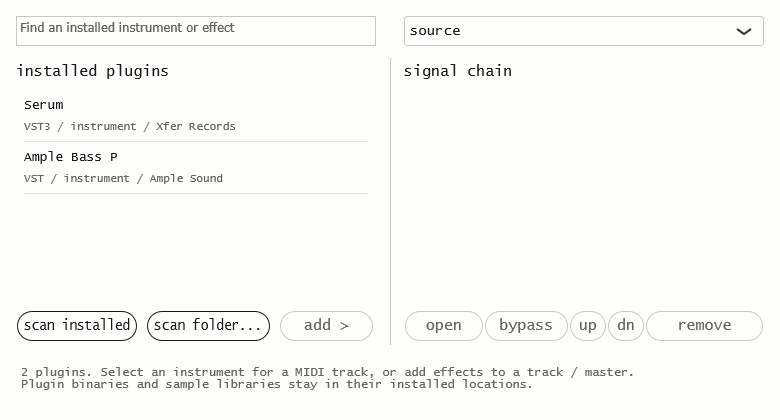 Find an installed instrument or effect
source
installed plugins
signal chain
Serum
VST3 / instrument / Xfer Records
Ample Bass P
VST / instrument / Ample Sound
scan installed
scan folder...
add >
open
bypass
up
dn
remove
2 plugins. Select an instrument for a MIDI track, or add effects to a track / master.
Plugin binaries and sample libraries stay in their installed locations.